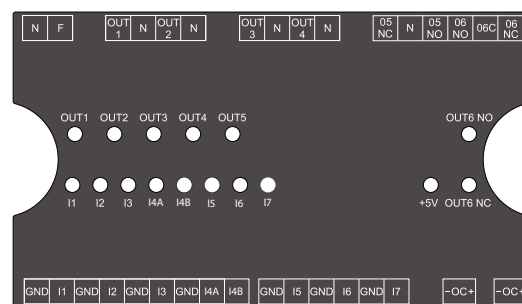 N F OUT 1 N OUT 2 N OUT 3 N OUT 4 N 05 NC N 05 NO 06 NO 06C 06 NC
OUT1 OUT2 OUT3 OUT4 OUT5 OUT6 NO
I1 I2 I3 I4A I4B I5 I6 I7 +5V OUT6 NC
GND I1 GND I2 GND I3 GND I4A I4B GND I5 GND I6 GND I7 -OC+ -OC+